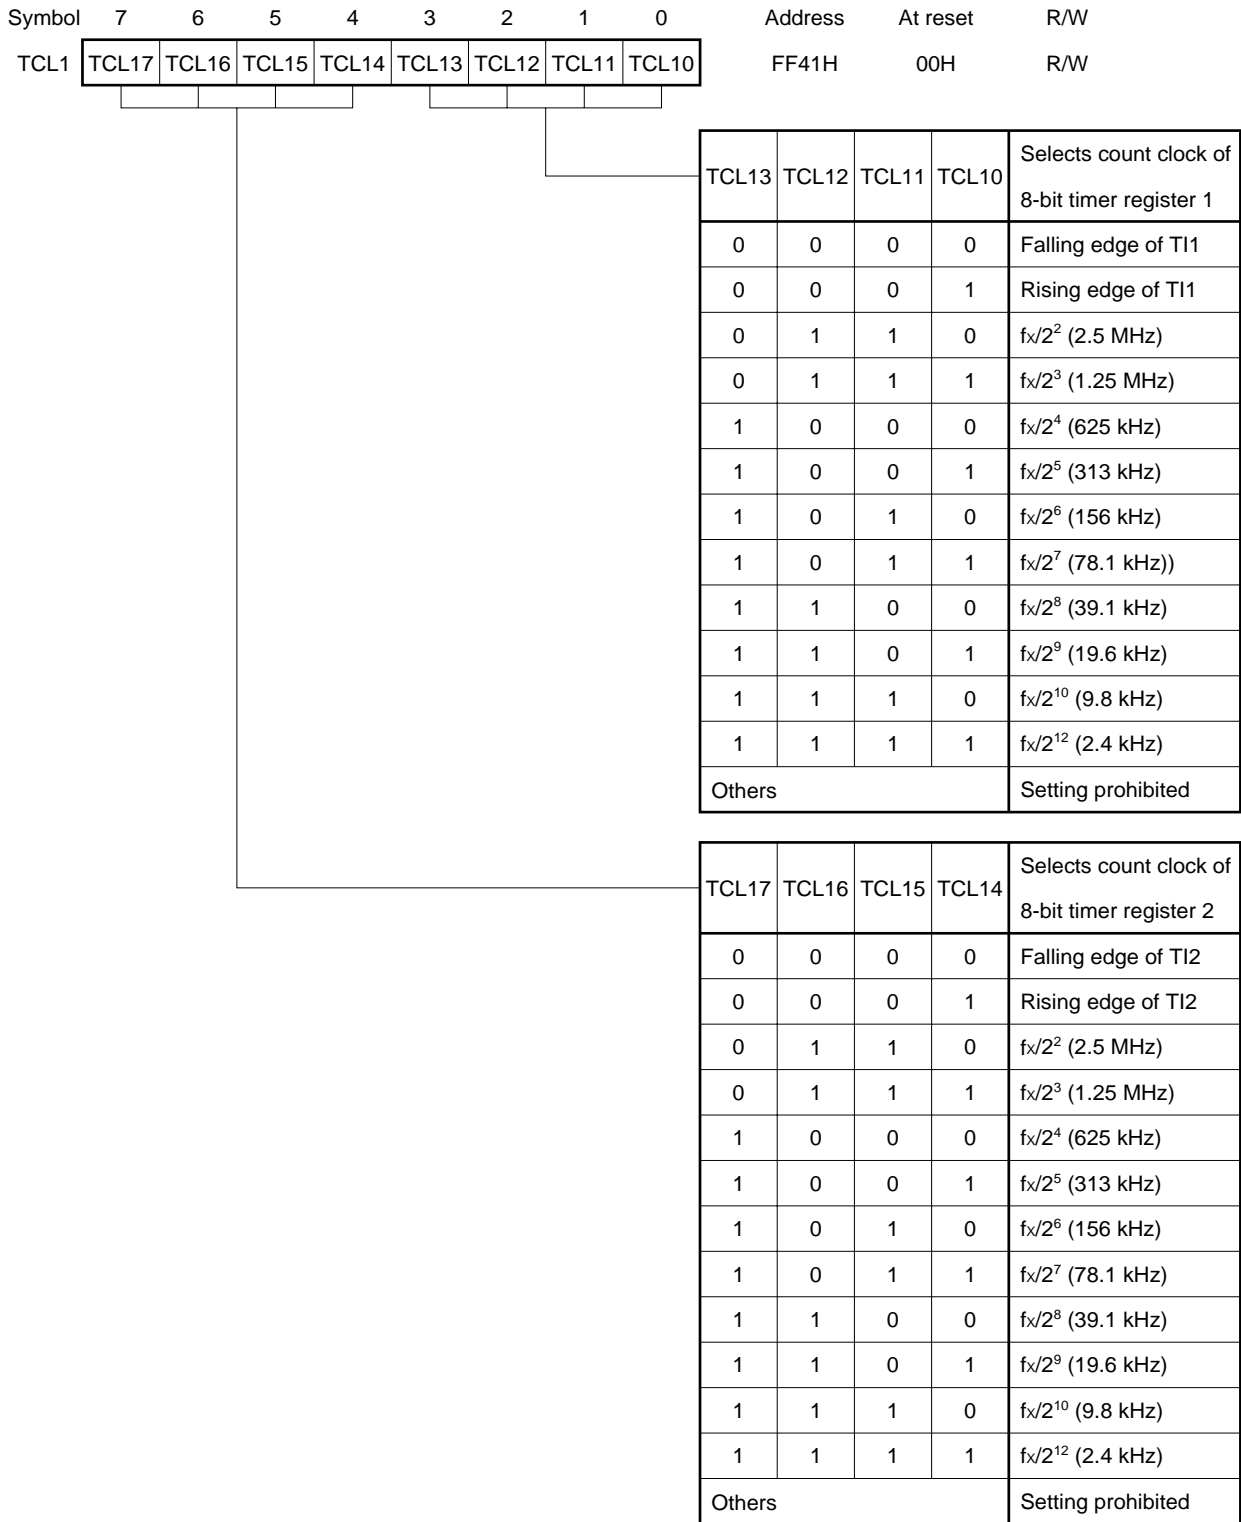 Symbol 7 6 5 4 3 2 1 0 Address At reset R/W
TCL1 TCL17 TCL16 TCL15 TCL14 TCL13 TCL12 TCL11 TCL10 FF41H 00H R/W
TCL13 TCL12 TCL11 TCL10 Selects count clock of
8-bit timer register 1
0 0 0 0 Falling edge of TI1
0 0 0 1 Rising edge of TI1
0 1 1 0 fx/2² (2.5 MHz)
0 1 1 1 fx/2³ (1.25 MHz)
1 0 0 0 fx/2⁴ (625 kHz)
1 0 0 1 fx/2⁵ (313 kHz)
1 0 1 0 fx/2⁶ (156 kHz)
1 0 1 1 fx/2⁷ (78.1 kHz))
1 1 0 0 fx/2⁸ (39.1 kHz)
1 1 0 1 fx/2⁹ (19.6 kHz)
1 1 1 0 fx/2¹⁰ (9.8 kHz)
1 1 1 1 fx/2¹² (2.4 kHz)
Others Setting prohibited
TCL17 TCL16 TCL15 TCL14 Selects count clock of
8-bit timer register 2
0 0 0 0 Falling edge of TI2
0 0 0 1 Rising edge of TI2
0 1 1 0 fx/2² (2.5 MHz)
0 1 1 1 fx/2³ (1.25 MHz)
1 0 0 0 fx/2⁴ (625 kHz)
1 0 0 1 fx/2⁵ (313 kHz)
1 0 1 0 fx/2⁶ (156 kHz)
1 0 1 1 fx/2⁷ (78.1 kHz)
1 1 0 0 fx/2⁸ (39.1 kHz)
1 1 0 1 fx/2⁹ (19.6 kHz)
1 1 1 0 fx/2¹⁰ (9.8 kHz)
1 1 1 1 fx/2¹² (2.4 kHz)
Others Setting prohibited